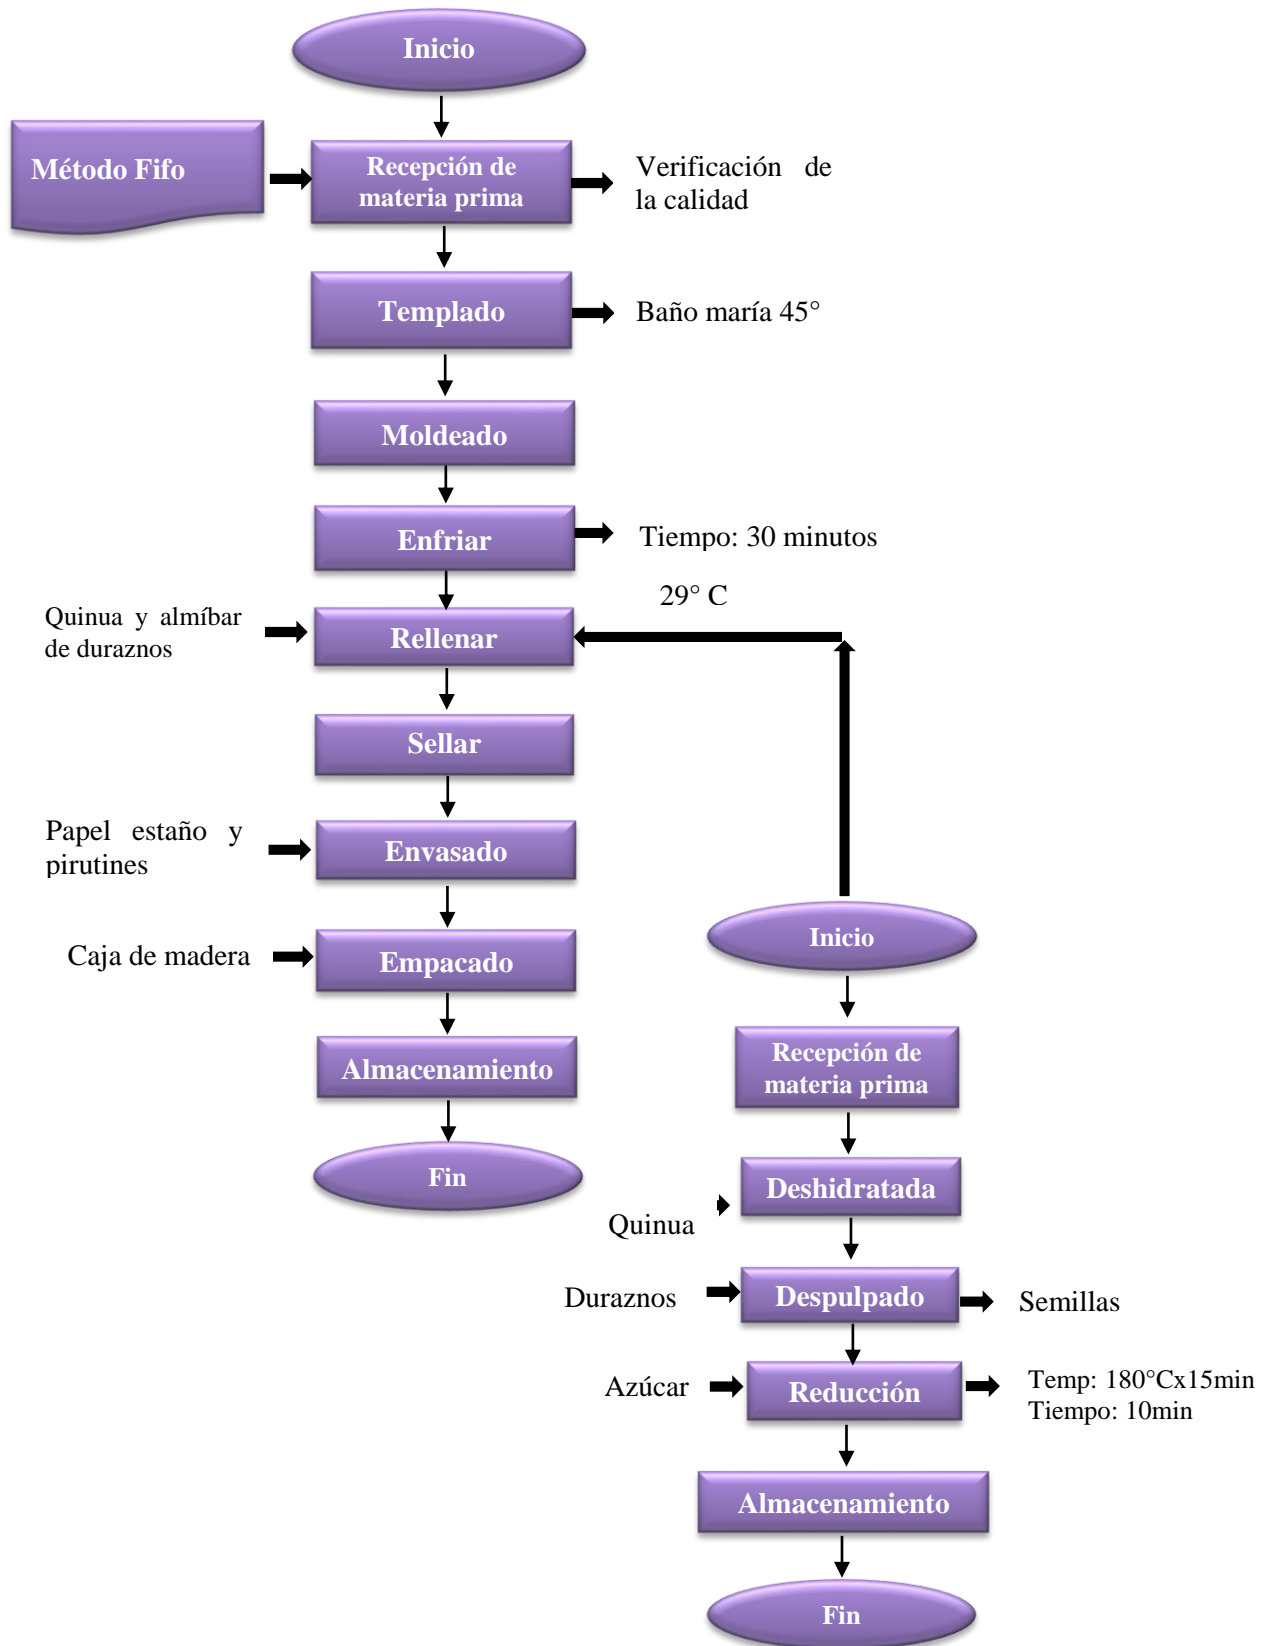 Inicio
Método Fifo
Recepción de
materia prima
Verificación de
la calidad
Templado
Baño maría 45°
Moldeado
Enfriar
Tiempo: 30 minutos
29° C
Quinua y almíbar
de duraznos
Rellenar
Sellar
Papel estaño y
pirutines
Envasado
Caja de madera
Empacado
Almacenamiento
Fin
Inicio
Recepción de
materia prima
Deshidratada
Quinua
Duraznos
Despulpado
Semillas
Azúcar
Reducción
Temp: 180°Cx15min
Tiempo: 10min
Almacenamiento
Fin